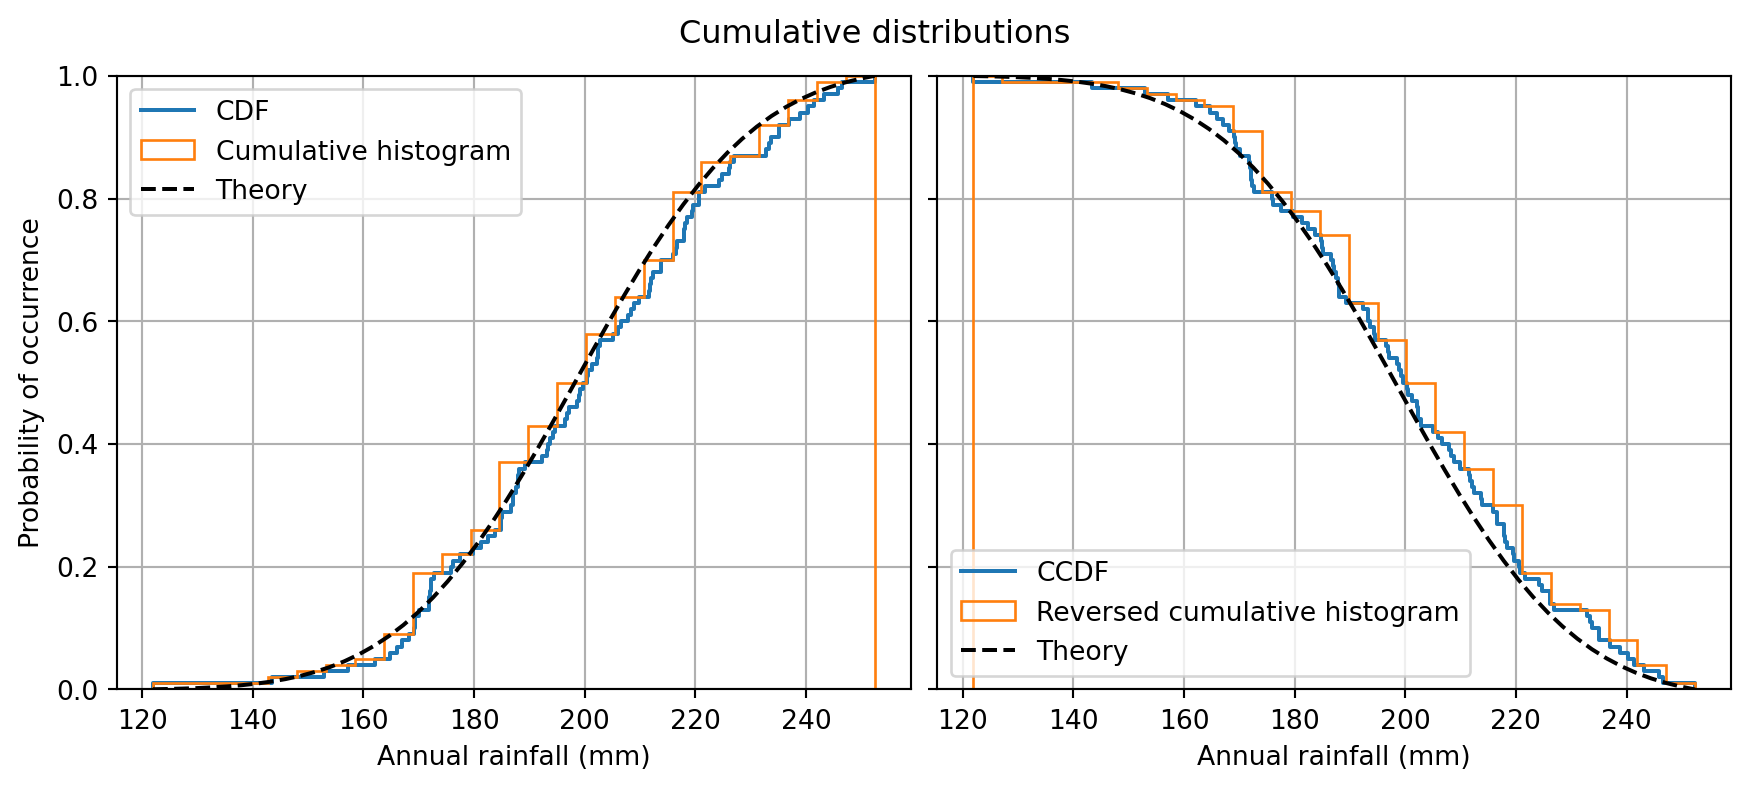 Cumulative distributions
CDF
Cumulative histogram
Theory
Probability of occurrence
1.0
0.8
0.6
0.4
0.2
0.0
120 140 160 180 200 220 240
Annual rainfall (mm)
CCDF
Reversed cumulative histogram
Theory
120 140 160 180 200 220 240
Annual rainfall (mm)